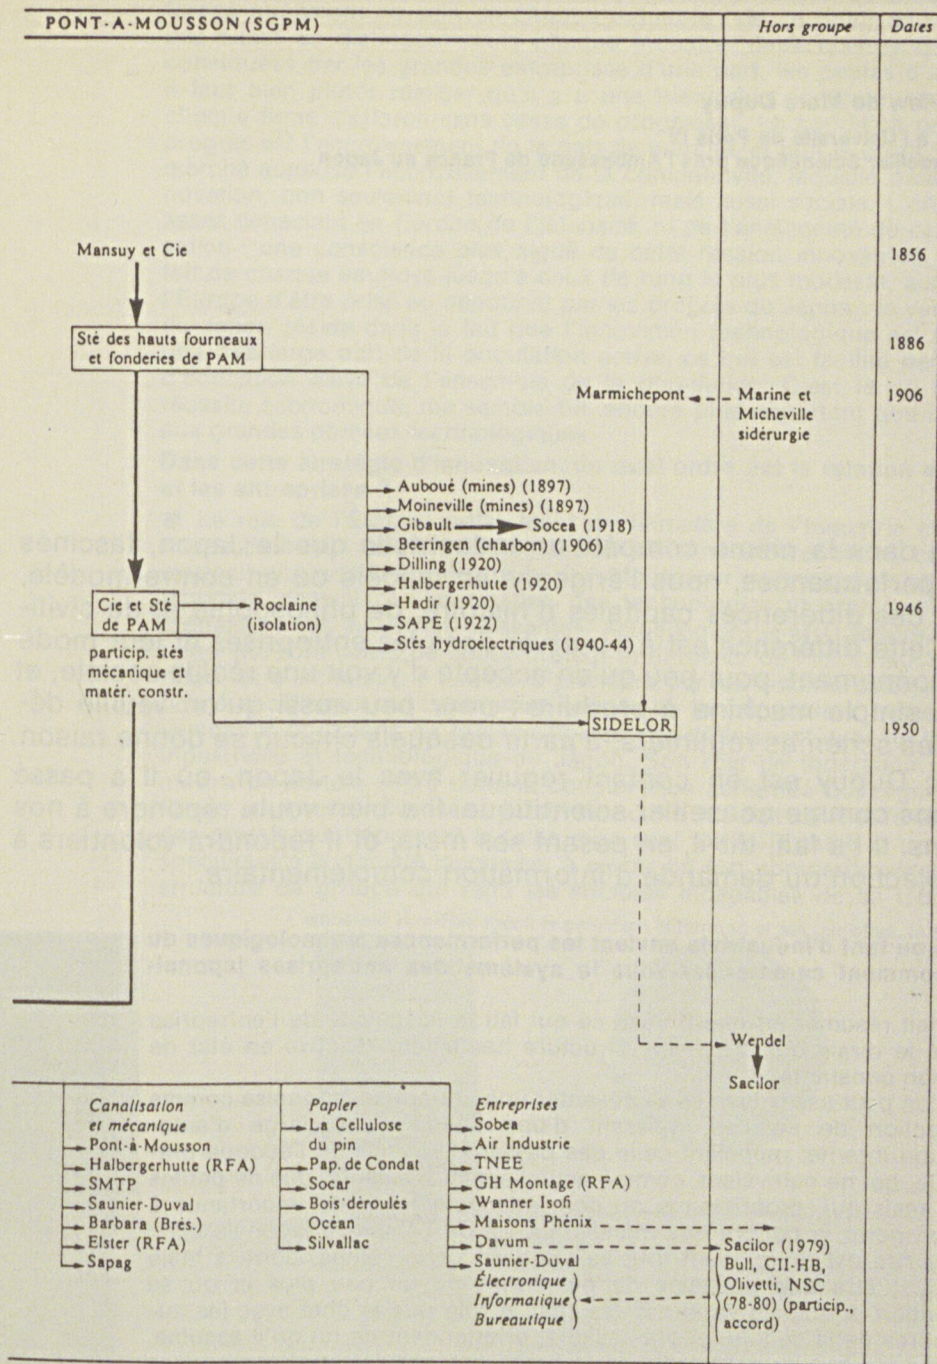 PONT-A-MOUSSON (SGPM)
Hors groupe
Dates
Mansuy et Cie
1856
Sté des hauts fourneaux
et fonderies de PAM
1886
Marmichepont
Marine et
Micheville
sidérurgie
1906
Auboué (mines) (1897)
Moineville (mines) (1897)
Gibault Socea (1918)
Beeringen (charbon) (1906)
Dilling (1920)
Halbergerhutte (1920)
Hadir (1920)
SAPE (1922)
Stés hydroélectriques (1940-44)
Cie et Sté
de PAM
Roclaine
(isolation)
1946
particip. stés
mécanique et
matér. constr.
SIDELOR
1950
Wendel
Sacilor
Canalisation
et mécanique
Pont-à-Mousson
Halbergerhutte (RFA)
SMTP
Saunier-Duval
Barbara (Brés.)
Elster (RFA)
Sapag
Papier
La Cellulose
du pin
Pap. de Condat
Socar
Bois déroulés
Océan
Silvallac
Entreprises
Sobea
Air Industrie
TNEE
GH Montage (RFA)
Wanner Isofi
Maisons Phénix
Davum
Saunier-Duval
Électronique
Informatique
Bureautique
Sacilor (1979)
Bull, CII-HB,
Olivetti, NSC
(78-80) (particip.,
accord)